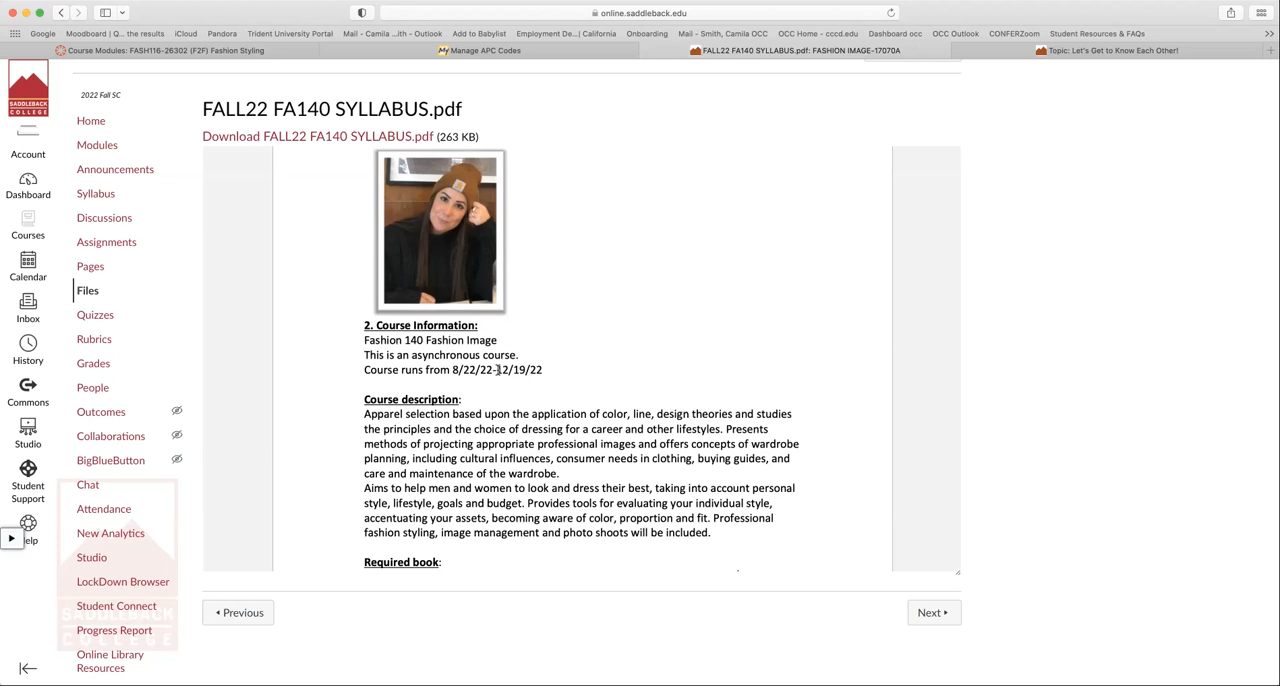 online.saddleback.edu
Google Moodboard | Q...the results iCloud Pandora Trident University Portal Mail - Camila ...ith - Outlook Add to Babylist Employment De...| California Onboarding Mail - Smith, Camila OCC OCC Home - cccd.edu Dashboard occ OCC Outlook CONFERZoom Student Resources & FAQs
Course Modules: FASH116-26302 (F2F) Fashion Styling
Manage APC Codes
FALL22 FA140 SYLLABUS.pdf: FASHION IMAGE-17070A
Topic: Let's Get to Know Each Other!
SADDLEBACK
COLLEGE
Account
Dashboard
Courses
Calendar
Inbox
History
Commons
Studio
Student
Support
elp
2022 Fall SC
Home
Modules
Announcements
Syllabus
Discussions
Assignments
Pages
Files
Quizzes
Rubrics
Grades
People
Outcomes
Collaborations
BigBlueButton
Chat
Attendance
New Analytics
Studio
LockDown Browser
Student Connect
Progress Report
Online Library
Resources
SADDLEBACK
COLLEGE
FALL22 FA140 SYLLABUS.pdf
Download FALL22 FA140 SYLLABUS.pdf (263 KB)
2. Course Information:
Fashion 140 Fashion Image
This is an asynchronous course.
Course runs from 8/22/22-12/19/22
Course description:
Apparel selection based upon the application of color, line, design theories and studies
the principles and the choice of dressing for a career and other lifestyles. Presents
methods of projecting appropriate professional images and offers concepts of wardrobe
planning, including cultural influences, consumer needs in clothing, buying guides, and
care and maintenance of the wardrobe.
Aims to help men and women to look and dress their best, taking into account personal
style, lifestyle, goals and budget. Provides tools for evaluating your individual style,
accentuating your assets, becoming aware of color, proportion and fit. Professional
fashion styling, image management and photo shoots will be included.
Required book:
Previous
Next